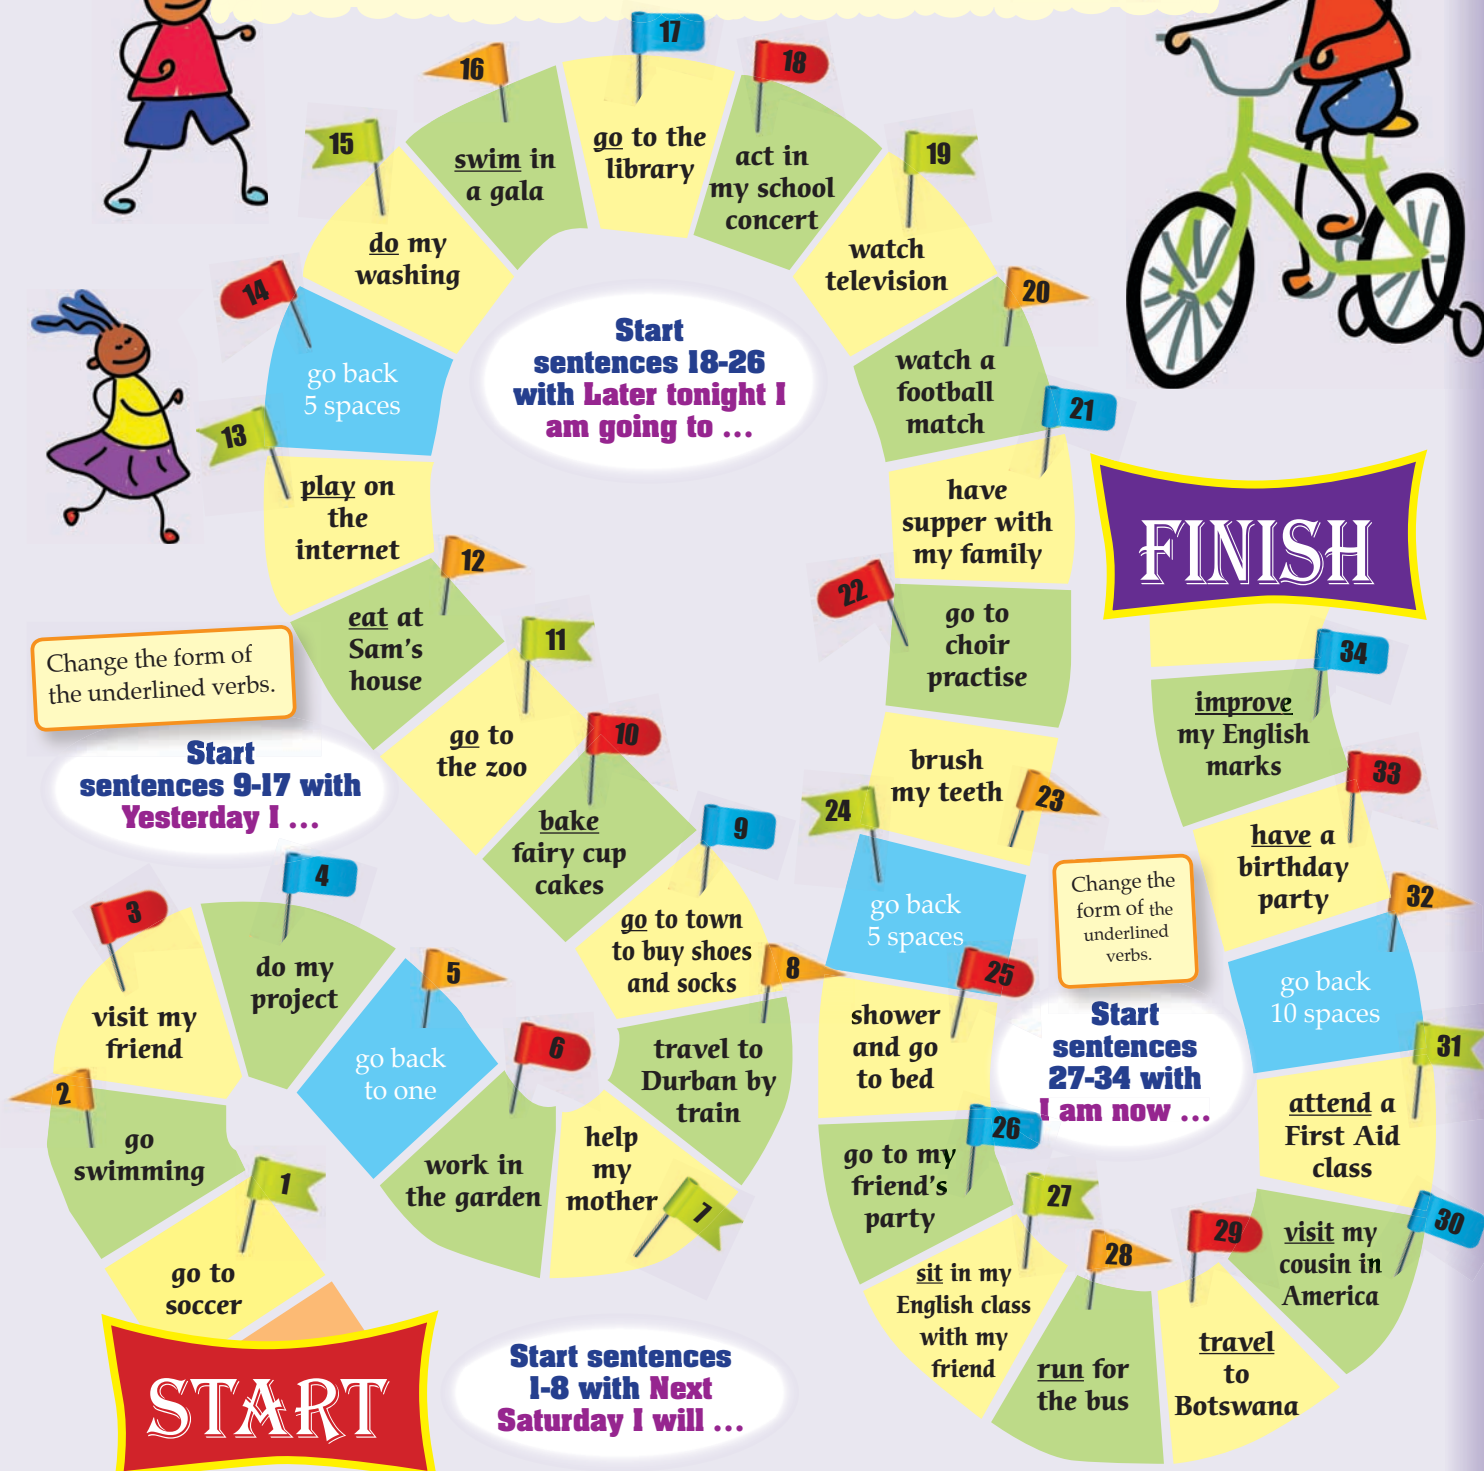 START
1
go to
soccer
2
go
swimming
3
visit my
friend
4
do my
project
5
go back
to one
6
work in
the garden
7
help
my
mother
8
travel to
Durban by
train
Start sentences
1-8 with Next
Saturday I will ...
9
go to town
to buy shoes
and socks
10
bake
fairy cup
cakes
11
go to
the zoo
12
eat at
Sam's
house
13
play on
the
internet
14
go back
5 spaces
15
do my
washing
16
swim in
a gala
17
go to the
library
Change the form of
the underlined verbs.
Start
sentences 9-17 with
Yesterday I ...
18
act in
my school
concert
19
watch
television
20
watch a
football
match
21
have
supper with
my family
22
go to
choir
practise
23
brush
my teeth
24
go back
5 spaces
25
shower
and go
to bed
26
go to my
friend's
party
Start
sentences 18-26
with Later tonight I
am going to ...
27
sit in my
English class
with my
friend
28
run for
the bus
29
travel
to
Botswana
30
visit my
cousin in
America
31
attend a
First Aid
class
32
go back
10 spaces
33
have a
birthday
party
34
improve
my English
marks
Change the
form of the
underlined
verbs.
Start
sentences
27-34 with
I am now ...
FINISH